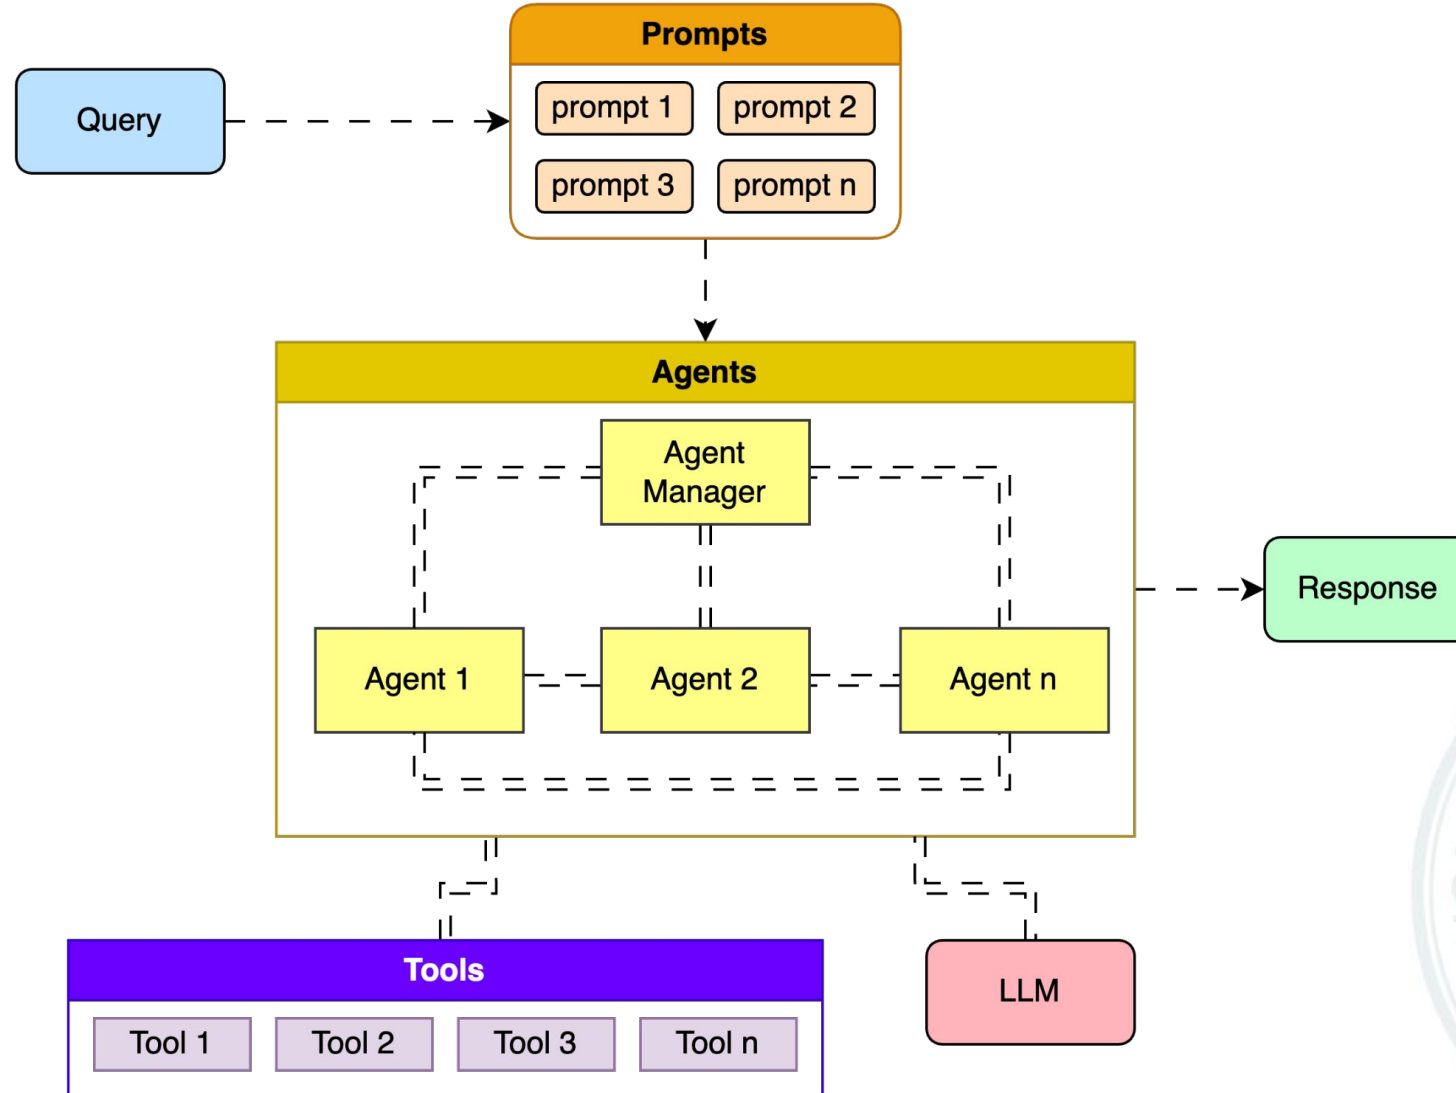 Prompts
Query
prompt 1
prompt 2
prompt 3
prompt n
Agents
Agent
Manager
Agent 1
Agent 2
Agent n
Response
Tools
Tool 1
Tool 2
Tool 3
Tool n
LLM